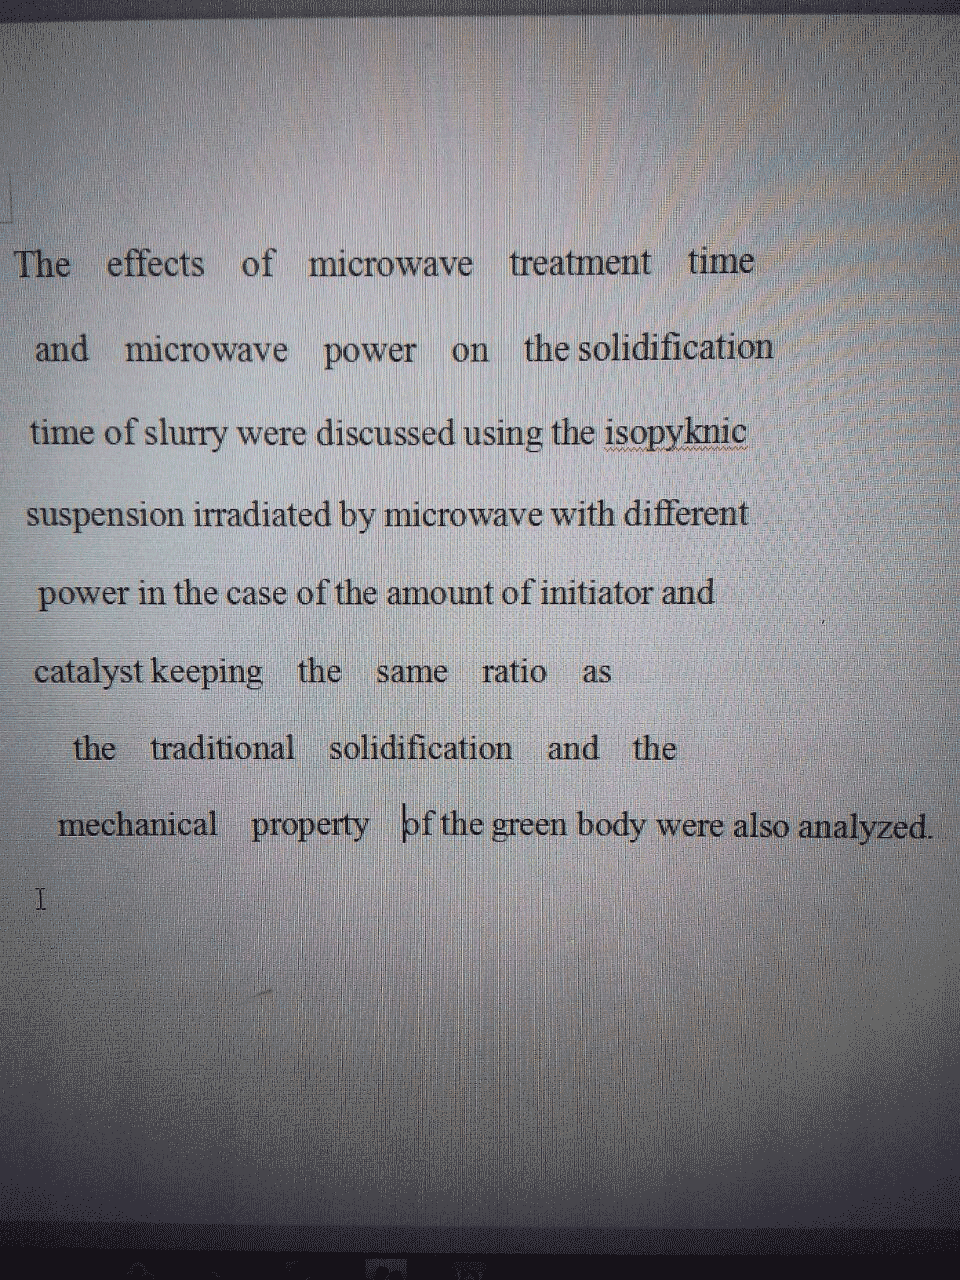 The effects of microwave treatment time
and microwave power on the solidification
time of slurry were discussed using the isopyknic
suspension irradiated by microwave with different
power in the case of the amount of initiator and
catalyst keeping the same ratio as
the traditional solidification and the
mechanical property of the green body were also analyzed.